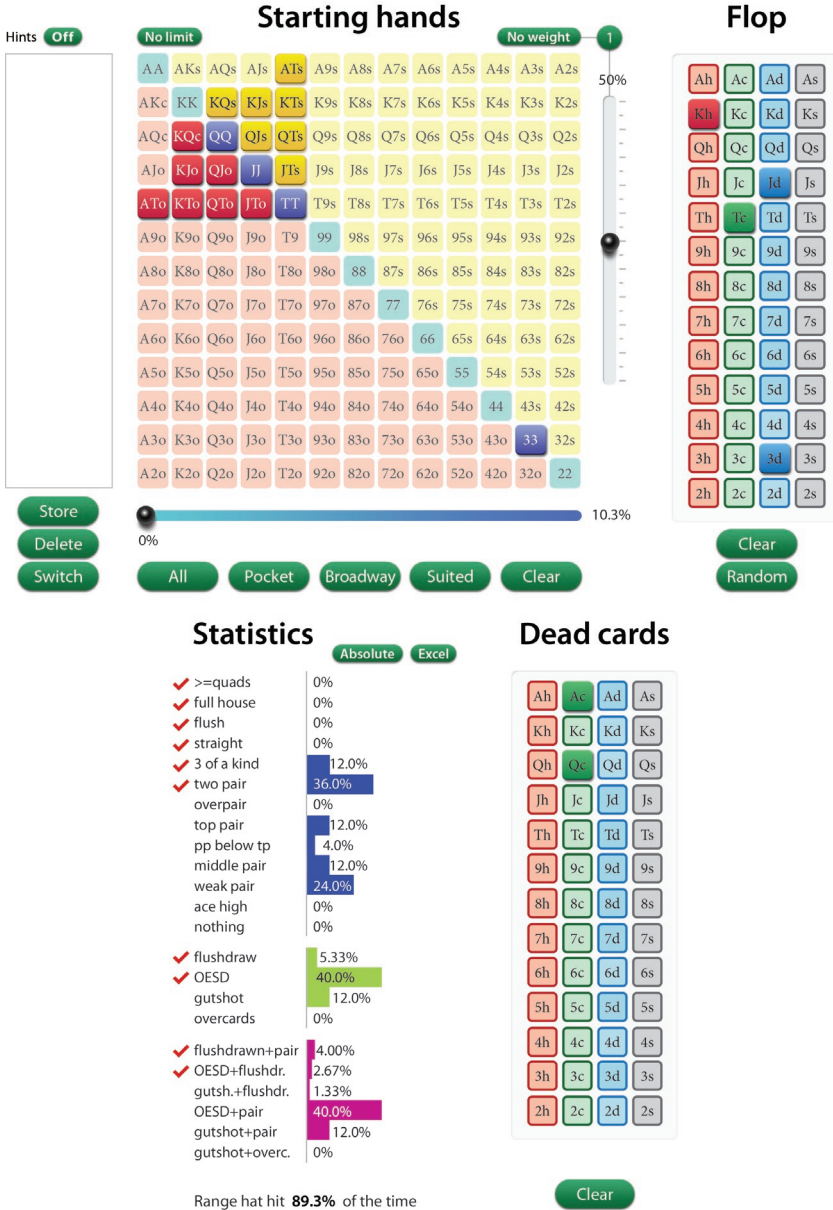 Starting hands
Flop
Hints Off
No limit
No weight
1
50%
AA AKs AQs AJs ATs A9s A8s A7s A6s A5s A4s A3s A2s
AKc KK KQs KJs KTs K9s K8s K7s K6s K5s K4s K3s K2s
AQc KQc QQ QJs QTs Q9s Q8s Q7s Q6s Q5s Q4s Q3s Q2s
AJo KJo QJo JJ JTs J9s J8s J7s J6s J5s J4s J3s J2s
ATo KTo QTo JTo TT T9s T8s T7s T6s T5s T4s T3s T2s
A9o K9o Q9o J9o T9 99 98s 97s 96s 95s 94s 93s 92s
A8o K8o Q8o J8o T8o 98o 88 87s 86s 85s 84s 83s 82s
A7o K7o Q7o J7o T7o 97o 87o 77 76s 75s 74s 73s 72s
A6o K6o Q6o J6o T6o 96o 86o 76o 66 65s 64s 63s 62s
A5o K5o Q5o J5o T5o 95o 85o 75o 65o 55 54s 53s 52s
A4o K4o Q4o J4o T4o 94o 84o 74o 64o 54o 44 43s 42s
A3o K3o Q3o J3o T3o 93o 83o 73o 63o 53o 43o 33 32s
A2o K2o Q2o J2o T2o 92o 82o 72o 62o 52o 42o 32o 22
10.3%
0%
Store
Delete
Switch
All
Pocket
Broadway
Suited
Clear
Ah Ac Ad As
Kh Kc Kd Ks
Qh Qc Qd Qs
Jh Jc Jd Js
Th Tc Td Ts
9h 9c 9d 9s
8h 8c 8d 8s
7h 7c 7d 7s
6h 6c 6d 6s
5h 5c 5d 5s
4h 4c 4d 4s
3h 3c 3d 3s
2h 2c 2d 2s
Clear
Random
Statistics
Absolute
Excel
>=quads 0%
full house 0%
flush 0%
straight 0%
3 of a kind 12.0%
two pair 36.0%
overpair 0%
top pair 12.0%
pp below tp 4.0%
middle pair 12.0%
weak pair 24.0%
ace high 0%
nothing 0%
flushdraw 5.33%
OESD 40.0%
gutshot 12.0%
overcards 0%
flushdrawn+pair 4.00%
OESD+flushdr. 2.67%
gutsh.+flushdr. 1.33%
OESD+pair 40.0%
gutshot+pair 12.0%
gutshot+overc. 0%
Range hat hit 89.3% of the time
Dead cards
Ah Ac Ad As
Kh Kc Kd Ks
Qh Qc Qd Qs
Jh Jc Jd Js
Th Tc Td Ts
9h 9c 9d 9s
8h 8c 8d 8s
7h 7c 7d 7s
6h 6c 6d 6s
5h 5c 5d 5s
4h 4c 4d 4s
3h 3c 3d 3s
2h 2c 2d 2s
Clear